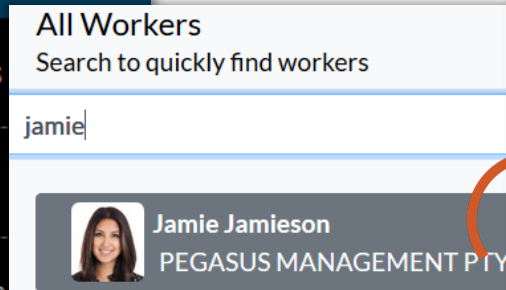 All Workers
Search to quickly find workers
jamie
Jamie Jamieson
PEGASUS MANAGEMENT PTY